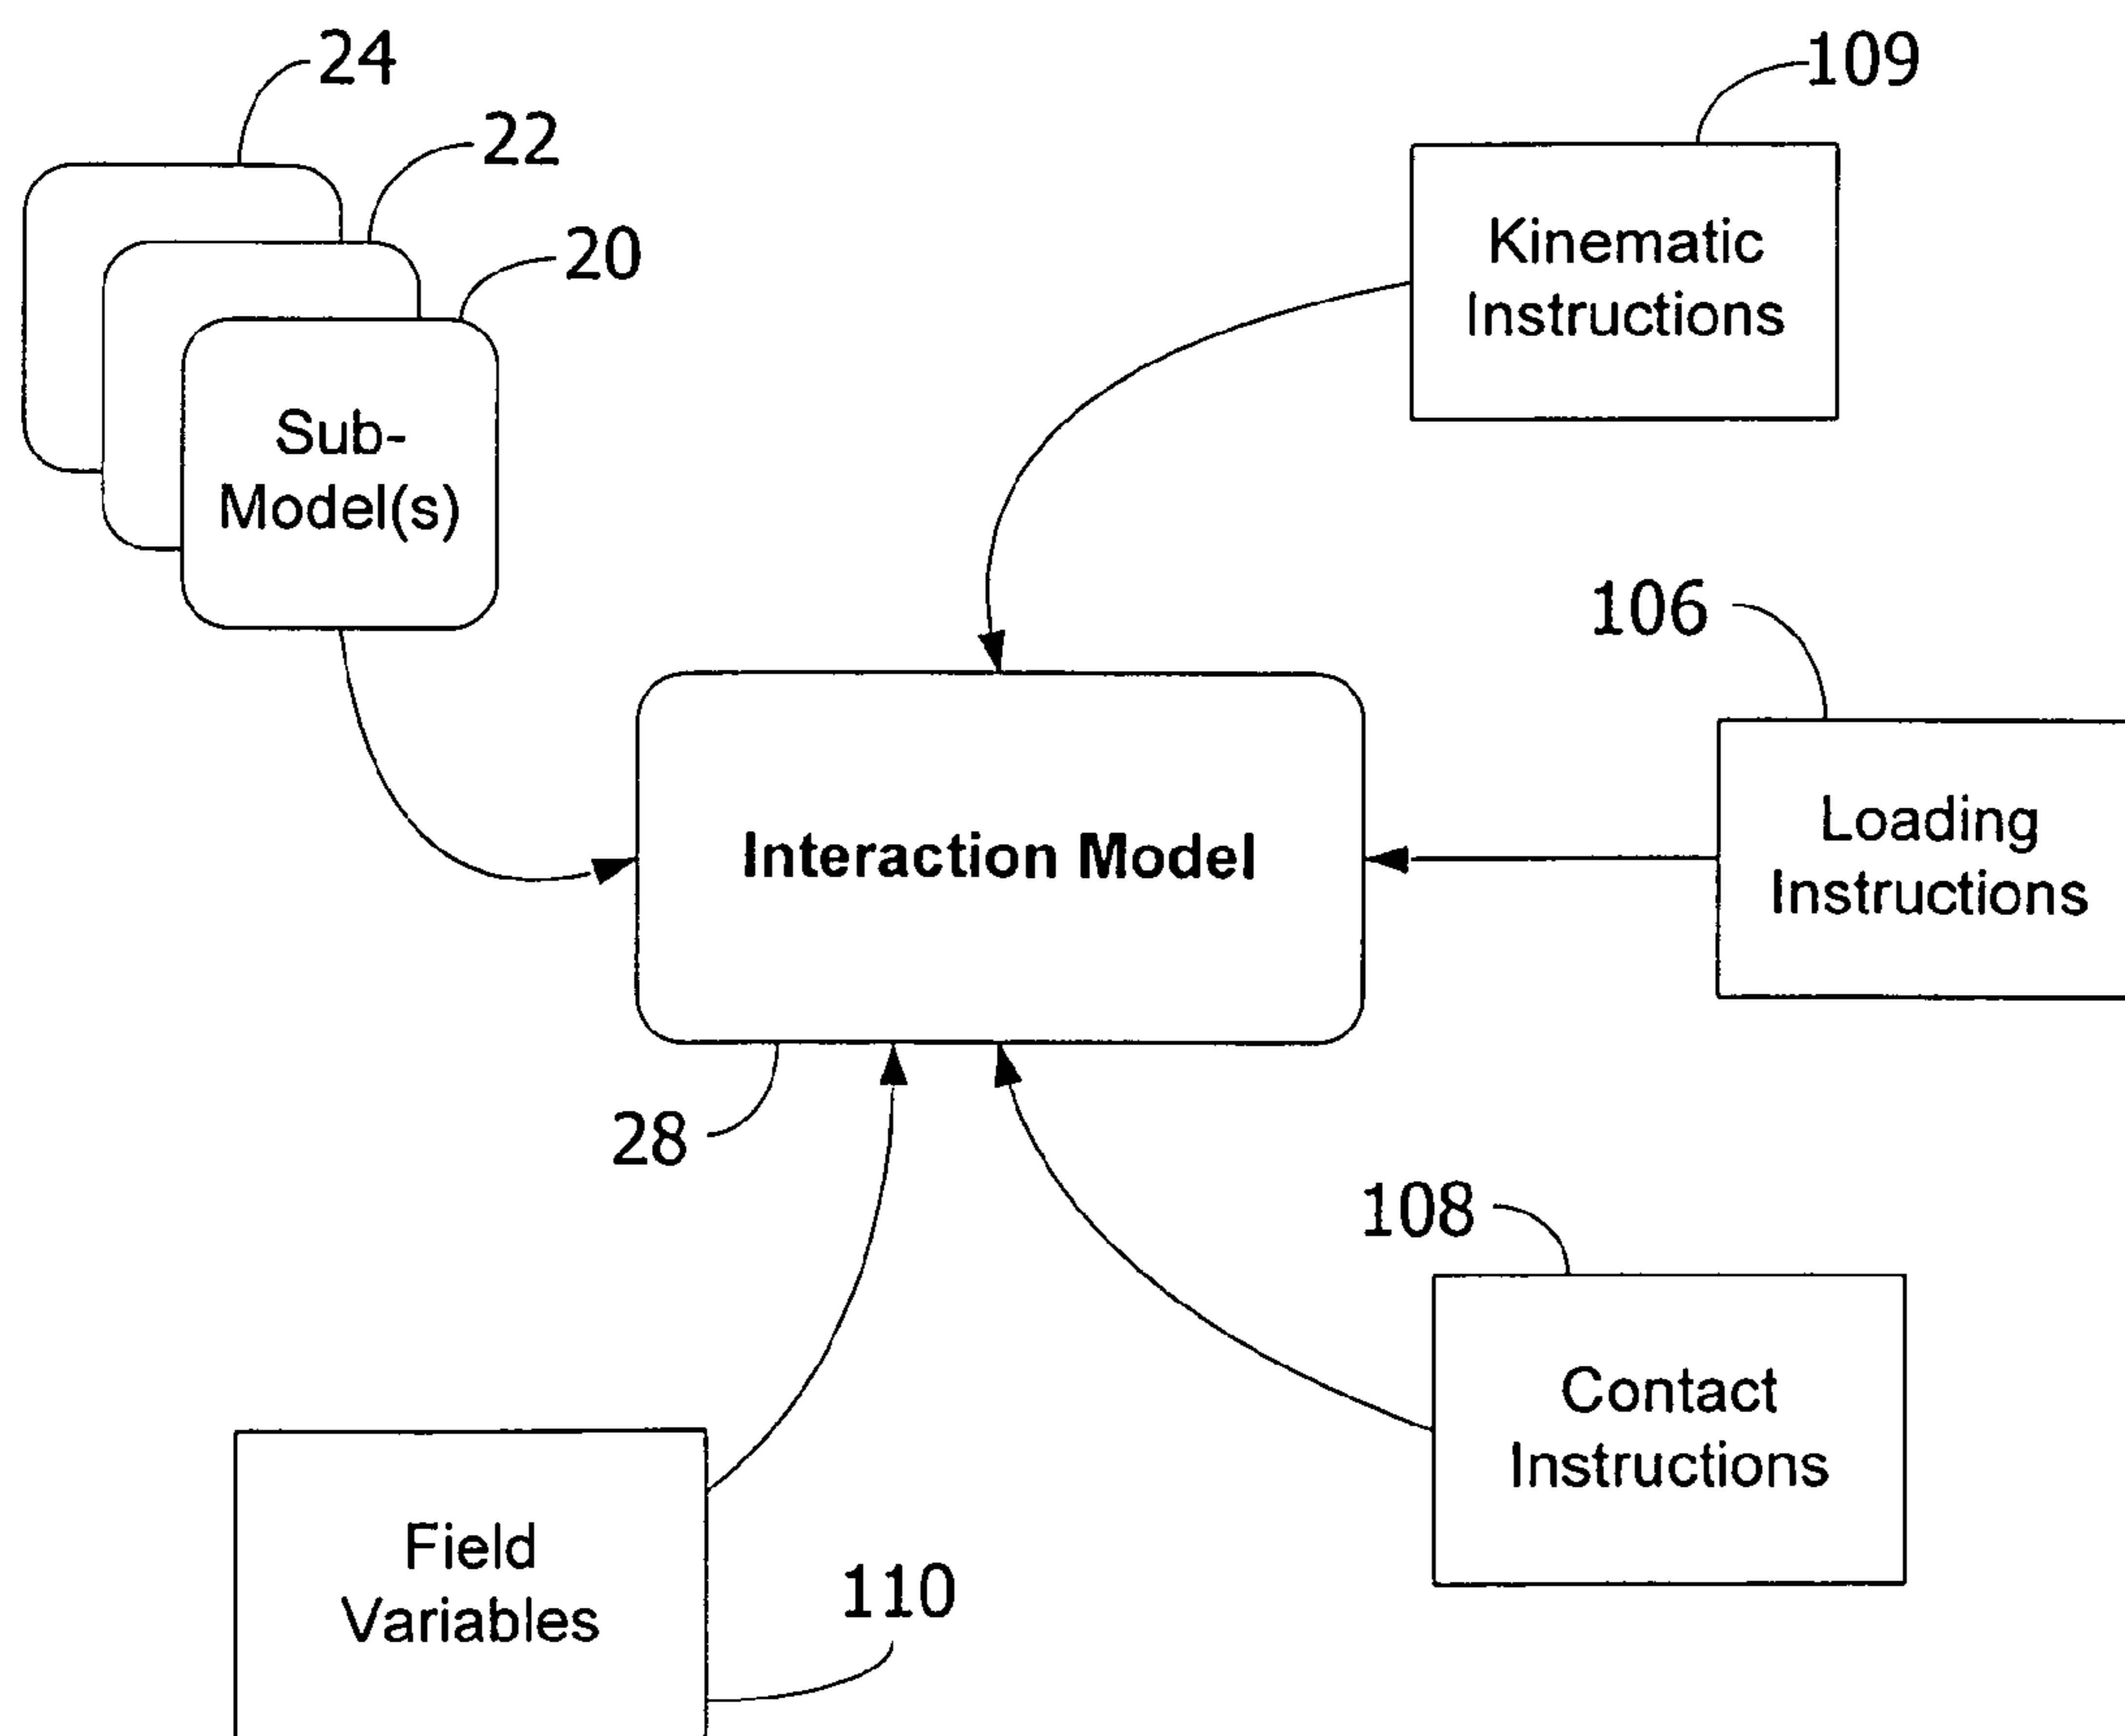 24
109
22
20
Kinematic
Instructions
Sub-
Model(s)
106
Interaction Model
Loading
Instructions
28
108
Contact
Instructions
Field
Variables
110